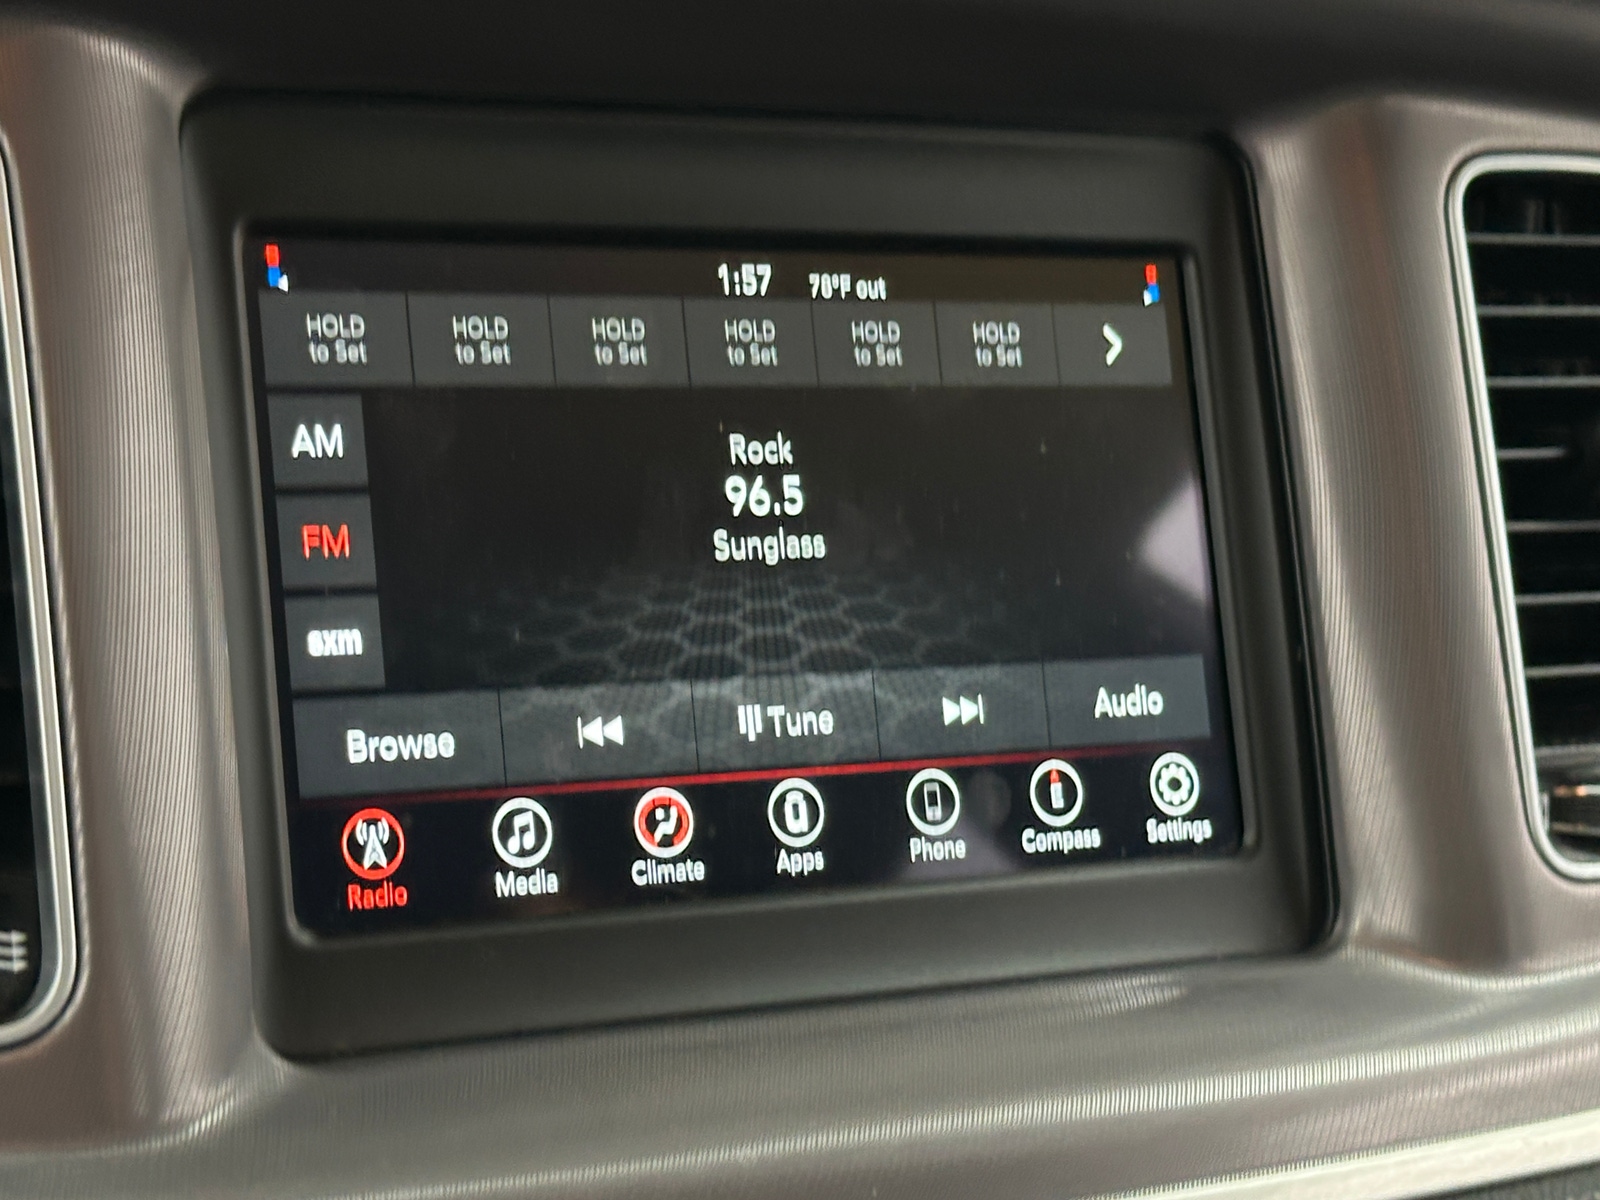 1:57 70°F out
HOLD to Set
HOLD to Set
HOLD to Set
HOLD to Set
HOLD to Set
HOLD to Set
AM
FM
sxm
Rock
96.5
Sunglass
Browse
Tune
Audio
Radio
Media
Climate
Apps
Phone
Compass
Settings